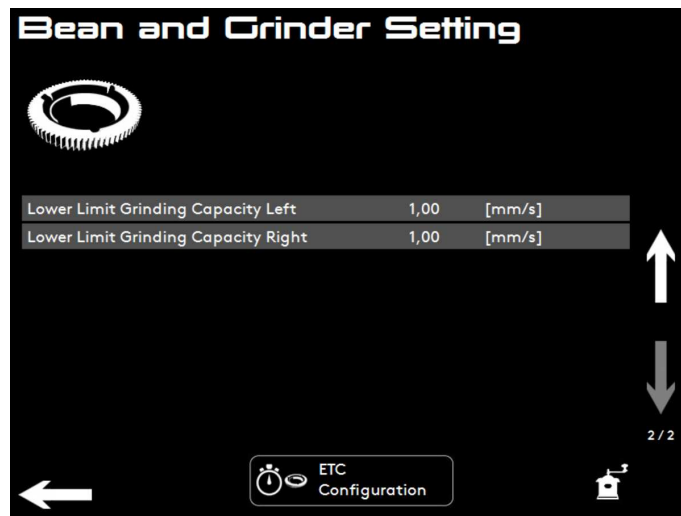 Bean and Grinder Setting
Lower Limit Grinding Capacity Left 1,00 [mm/s]
Lower Limit Grinding Capacity Right 1,00 [mm/s]
2/2
ETC
Configuration